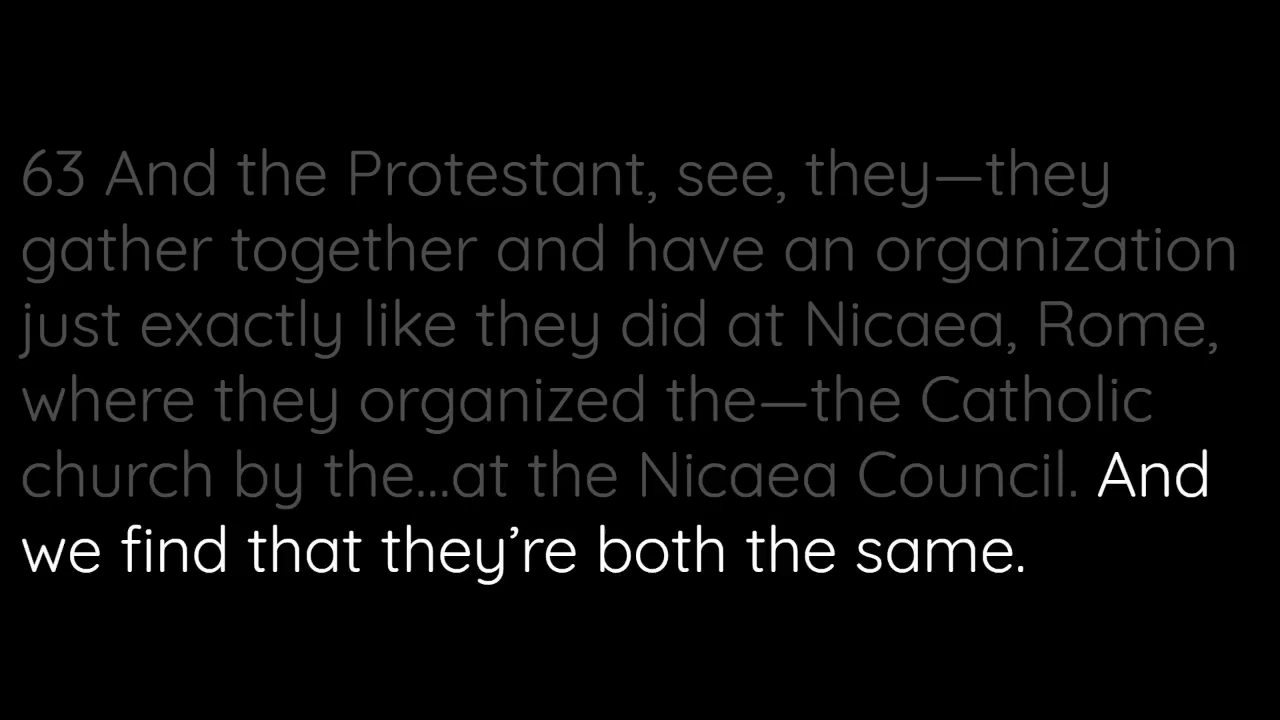 63 And the Protestant, see, they—they
gather together and have an organization
just exactly like they did at Nicaea, Rome,
where they organized the—the Catholic
church by the...at the Nicaea Council. And
we find that they’re both the same.